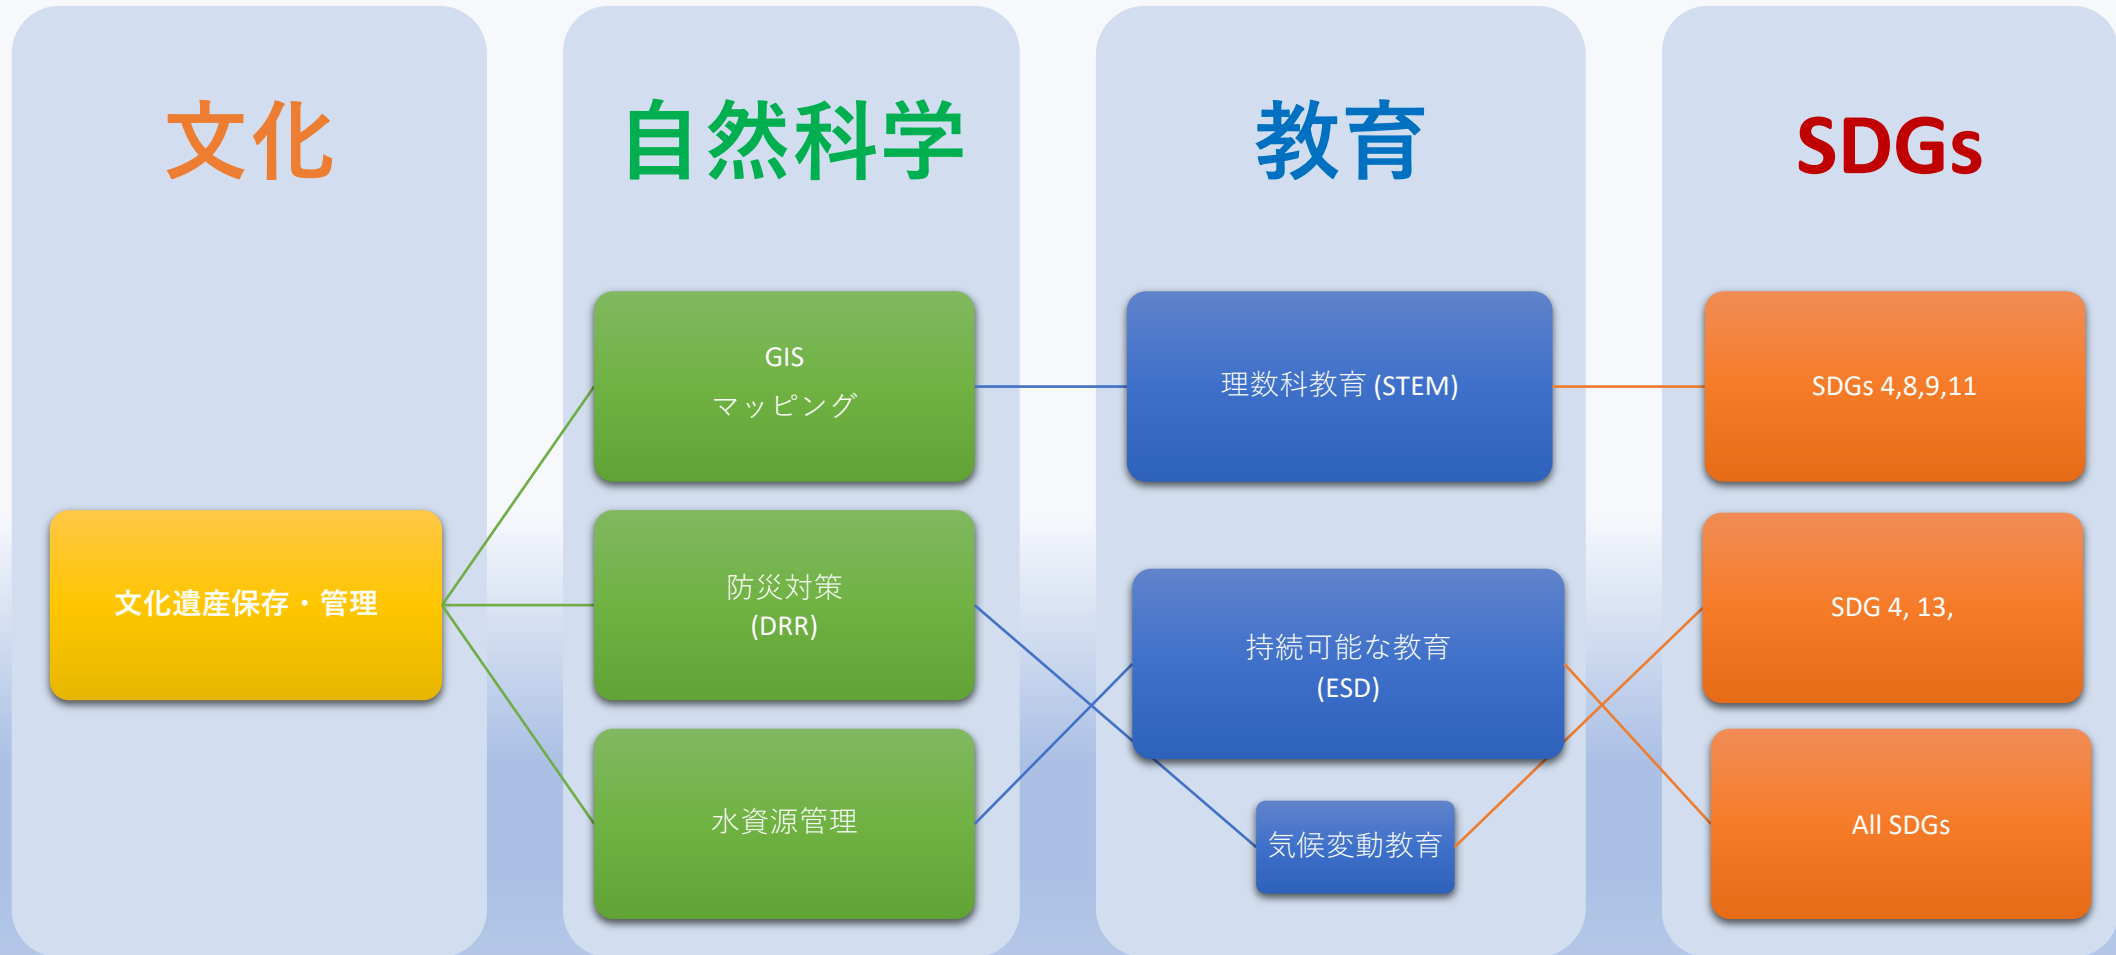 文化
自然科学
教育
SDGs
文化遺産保存・管理
GIS
マッピング
防災対策
(DRR)
水資源管理
理数科教育 (STEM)
持続可能な教育
(ESD)
気候変動教育
SDGs 4,8,9,11
SDG 4, 13,
All SDGs